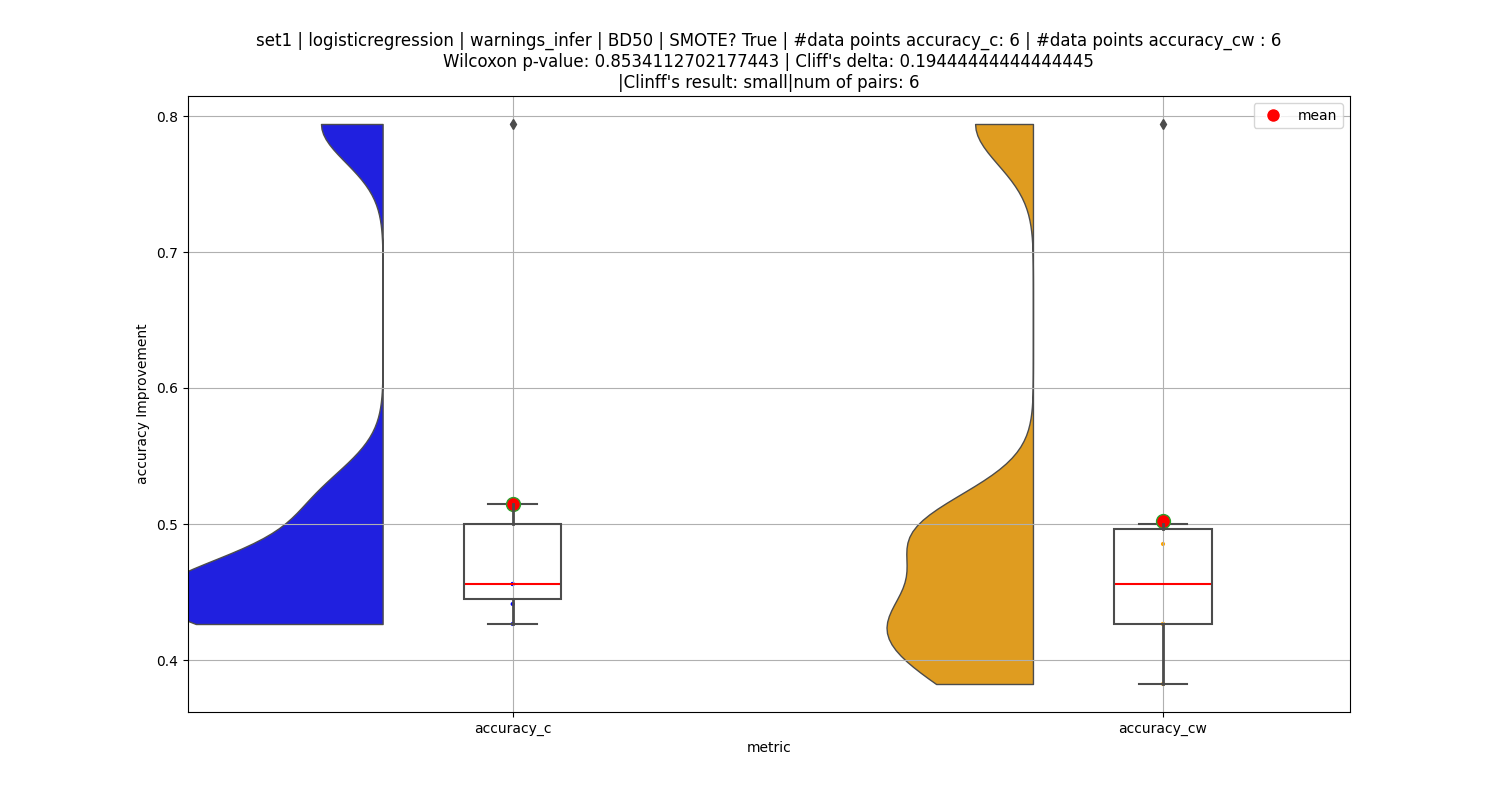 set1 | logisticregression | warnings_infer | BD50 | SMOTE? True | #data points accuracy_c: 6 | #data points accuracy_cw : 6
Wilcoxon p-value: 0.8534112702177443 | Cliff's delta: 0.19444444444444445
|Clinff's result: small|num of pairs: 6
mean
0.8
0.7
0.6
0.5
0.4
accuracy Improvement
accuracy_c
accuracy_cw
metric